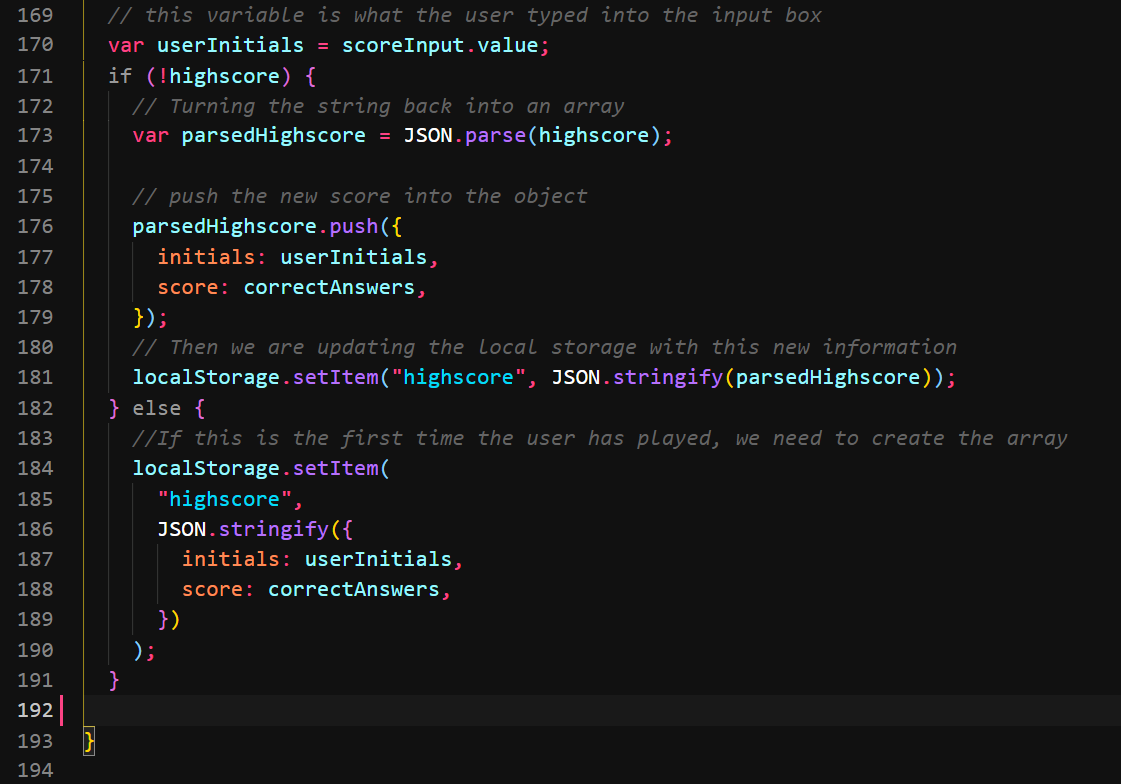 169 // this variable is what the user typed into the input box
170 var userInitials = scoreInput.value;
171 if (!highscore) {
172 // Turning the string back into an array
173 var parsedHighscore = JSON.parse(highscore);
174
175 // push the new score into the object
176 parsedHighscore.push({
177 initials: userInitials,
178 score: correctAnswers,
179 });
180 // Then we are updating the local storage with this new information
181 localStorage.setItem("highscore", JSON.stringify(parsedHighscore));
182 } else {
183 //If this is the first time the user has played, we need to create the array
184 localStorage.setItem(
185 "highscore",
186 JSON.stringify({
187 initials: userInitials,
188 score: correctAnswers,
189 })
190 );
191 }
192
193 }
194